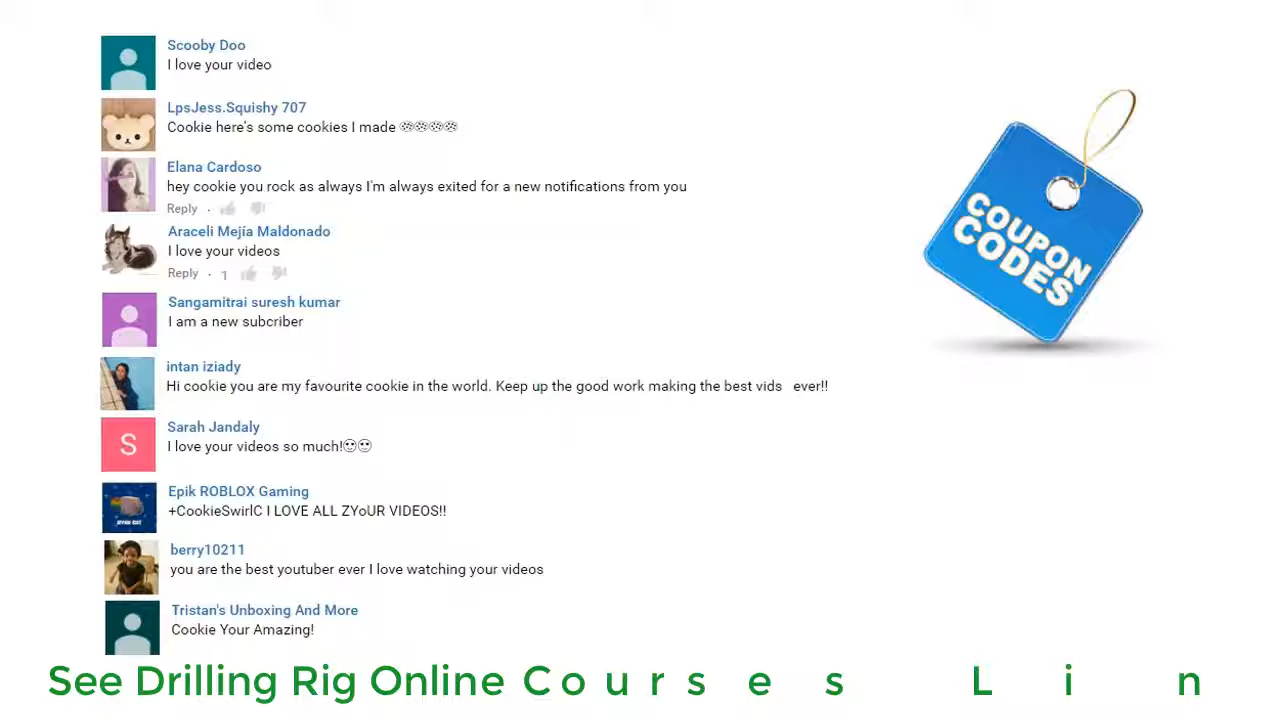 Scooby Doo
I love your video
LpsJess.Squishy 707
Cookie here's some cookies I made 🍪🍪🍪🍪
Elana Cardoso
hey cookie you rock as always I'm always exited for a new notifications from you
Reply ·
Araceli Mejía Maldonado
I love your videos
Reply · 1
Sangamitrai suresh kumar
I am a new subcriber
intan iziady
Hi cookie you are my favourite cookie in the world. Keep up the good work making the best vids ever!!
S
Sarah Jandaly
I love your videos so much!🙂🙂
Epik ROBLOX Gaming
+CookieSwirlC I LOVE ALL ZYoUR VIDEOS!!
berry10211
you are the best youtuber ever I love watching your videos
Tristan's Unboxing And More
Cookie Your Amazing!
COUPON
CODES
See Drilling Rig Online Courses Lin